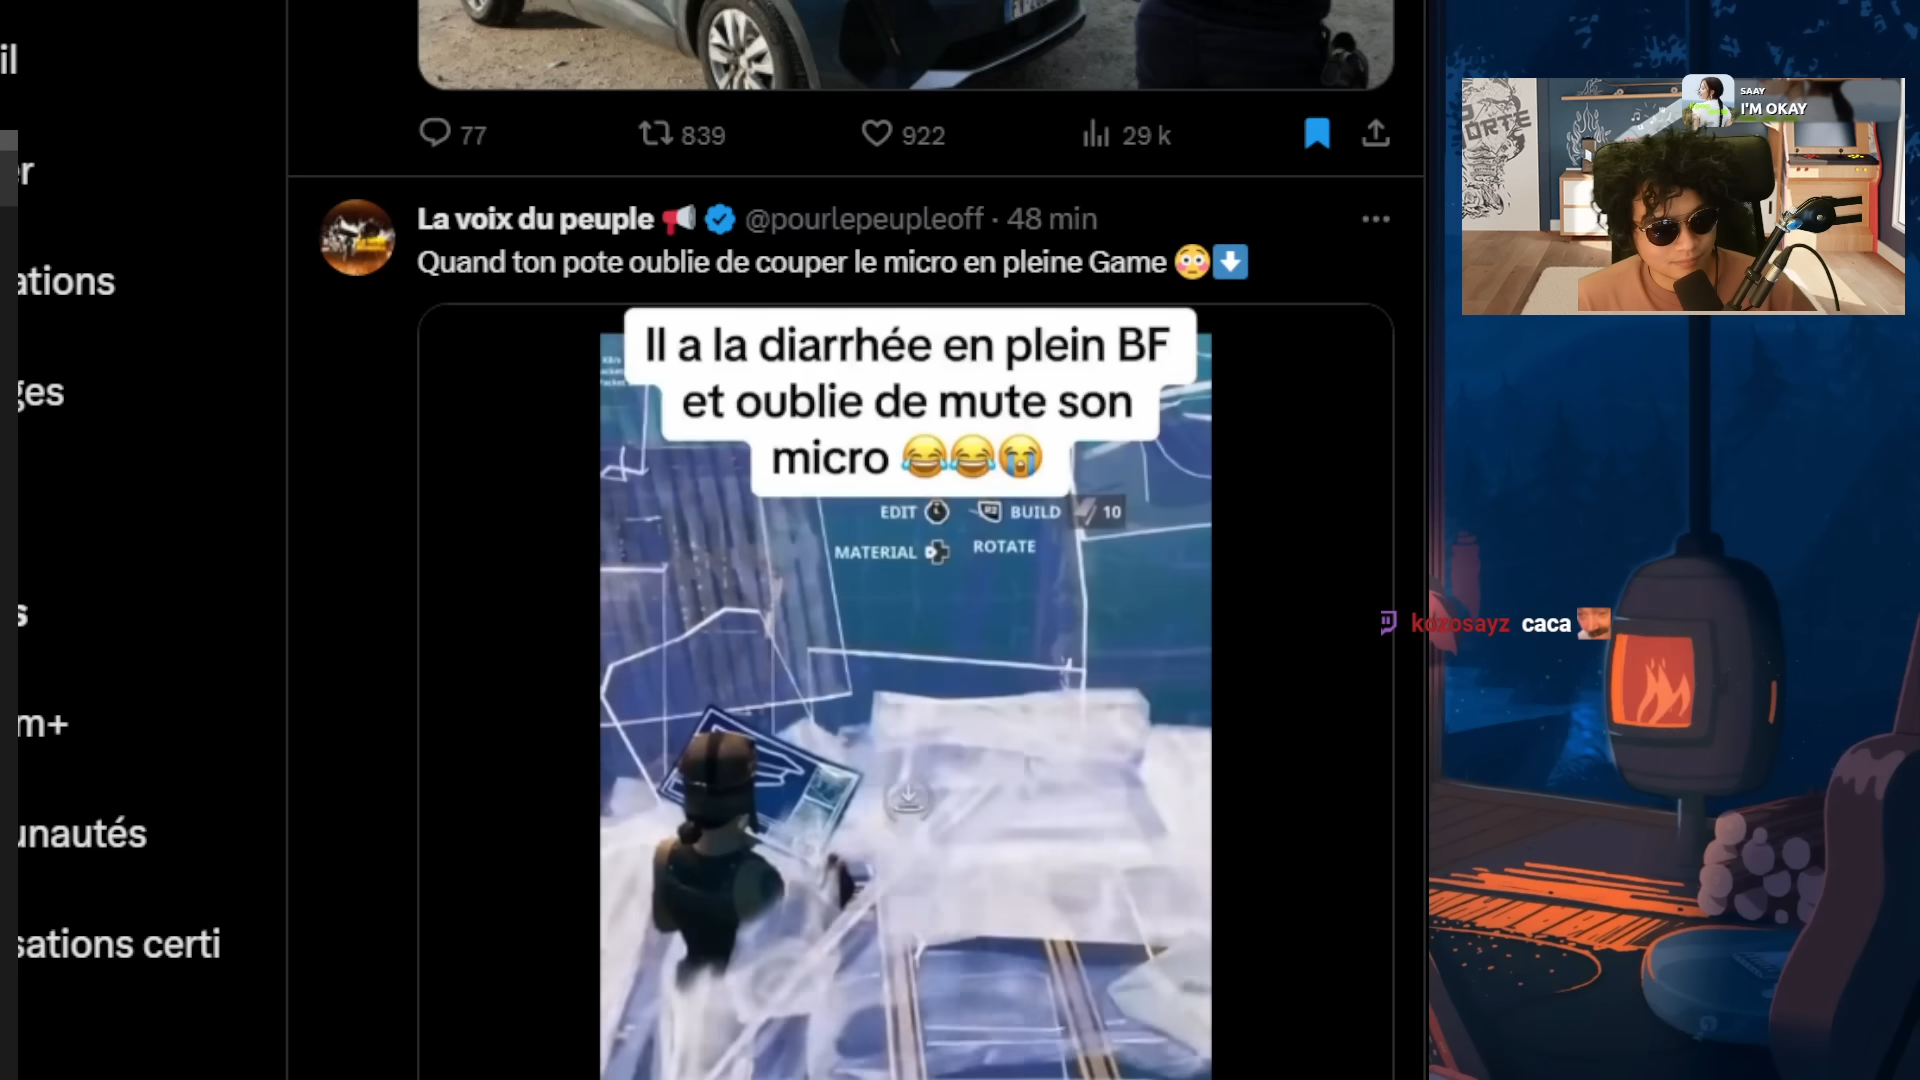 il
er
ations
ges
s
m+
unautés
sations certi
77 839 922 29 k
La voix du peuple @pourlepeupleoff · 48 min
Quand ton pote oublie de couper le micro en pleine Game
Il a la diarrhée en plein BF
et oublie de mute son
micro
EDIT BUILD 10
MATERIAL ROTATE
SAAY
I'M OKAY
kdzosayz caca